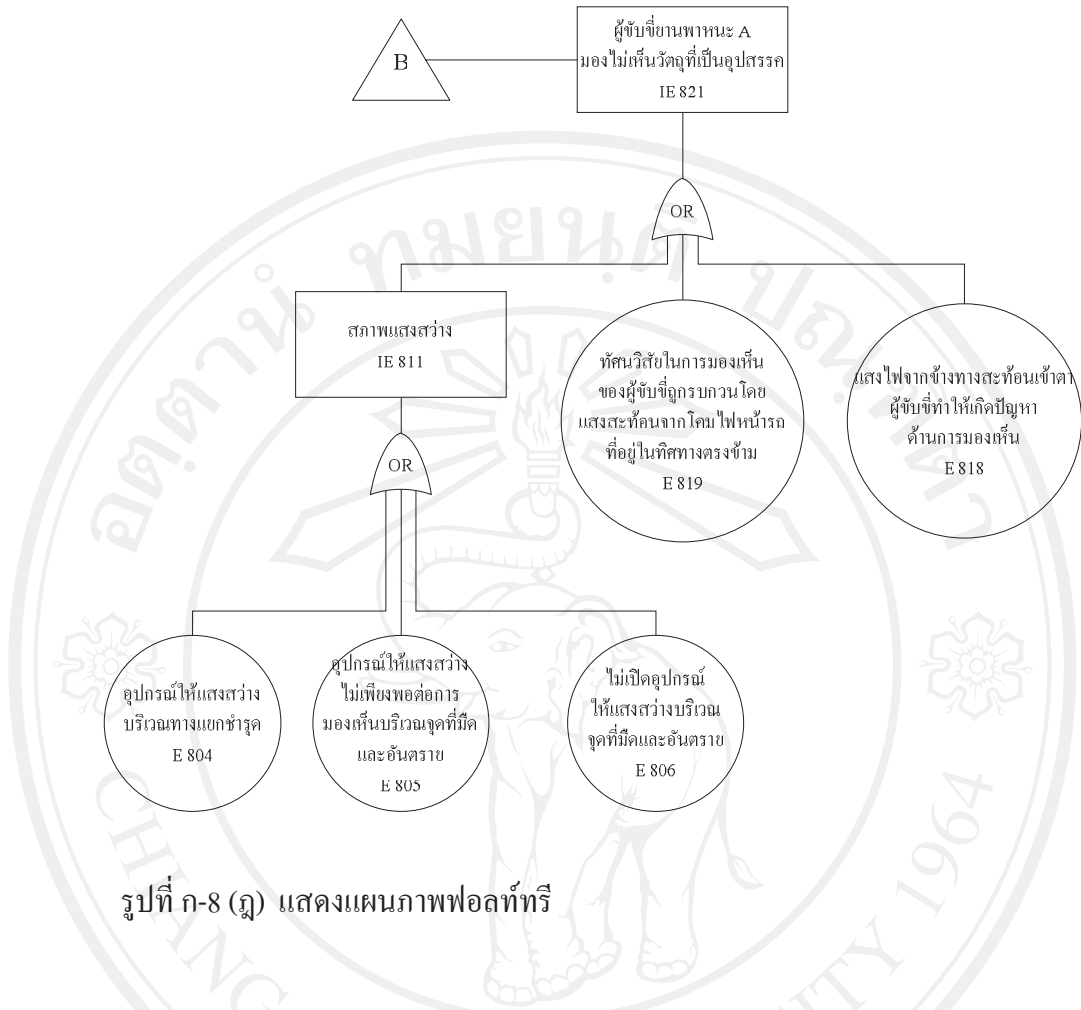 B
ผู้ขับขี่ยานพาหนะ A
มองไม่เห็นวัตถุที่เป็นอุปสรรค
IE 821
OR
สภาพแสงสว่าง
IE 811
ทัศนวิสัยในการมองเห็น
ของผู้ขับขี่ถูกรบกวนโดย
แสงสะท้อนจากโคมไฟหน้ารถ
ที่อยู่ในทิศทางตรงข้าม
E 819
แสงไฟจากข้างทางสะท้อนเข้าตา
ผู้ขับขี่ทำให้เกิดปัญหา
ด้านการมองเห็น
E 818
OR
อุปกรณ์ให้แสงสว่าง
บริเวณทางแยกชำรุด
E 804
อุปกรณ์ให้แสงสว่าง
ไม่เพียงพอต่อการ
มองเห็นบริเวณจุดที่มืด
และอันตราย
E 805
ไม่เปิดอุปกรณ์
ให้แสงสว่างบริเวณ
จุดที่มืดและอันตราย
E 806
รูปที่ ก-8 (ฎ) แสดงแผนภาพฟอลท์ทรี
อตฺตานํ ทมยนฺติ ปณฺฑิตา
1964